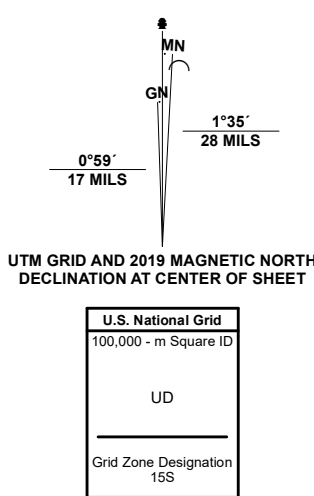 MN
GN
1°35´
28 MILS
0°59´
17 MILS
UTM GRID AND 2019 MAGNETIC NORTH
DECLINATION AT CENTER OF SHEET
U.S. National Grid
100,000 - m Square ID
UD
Grid Zone Designation
15S